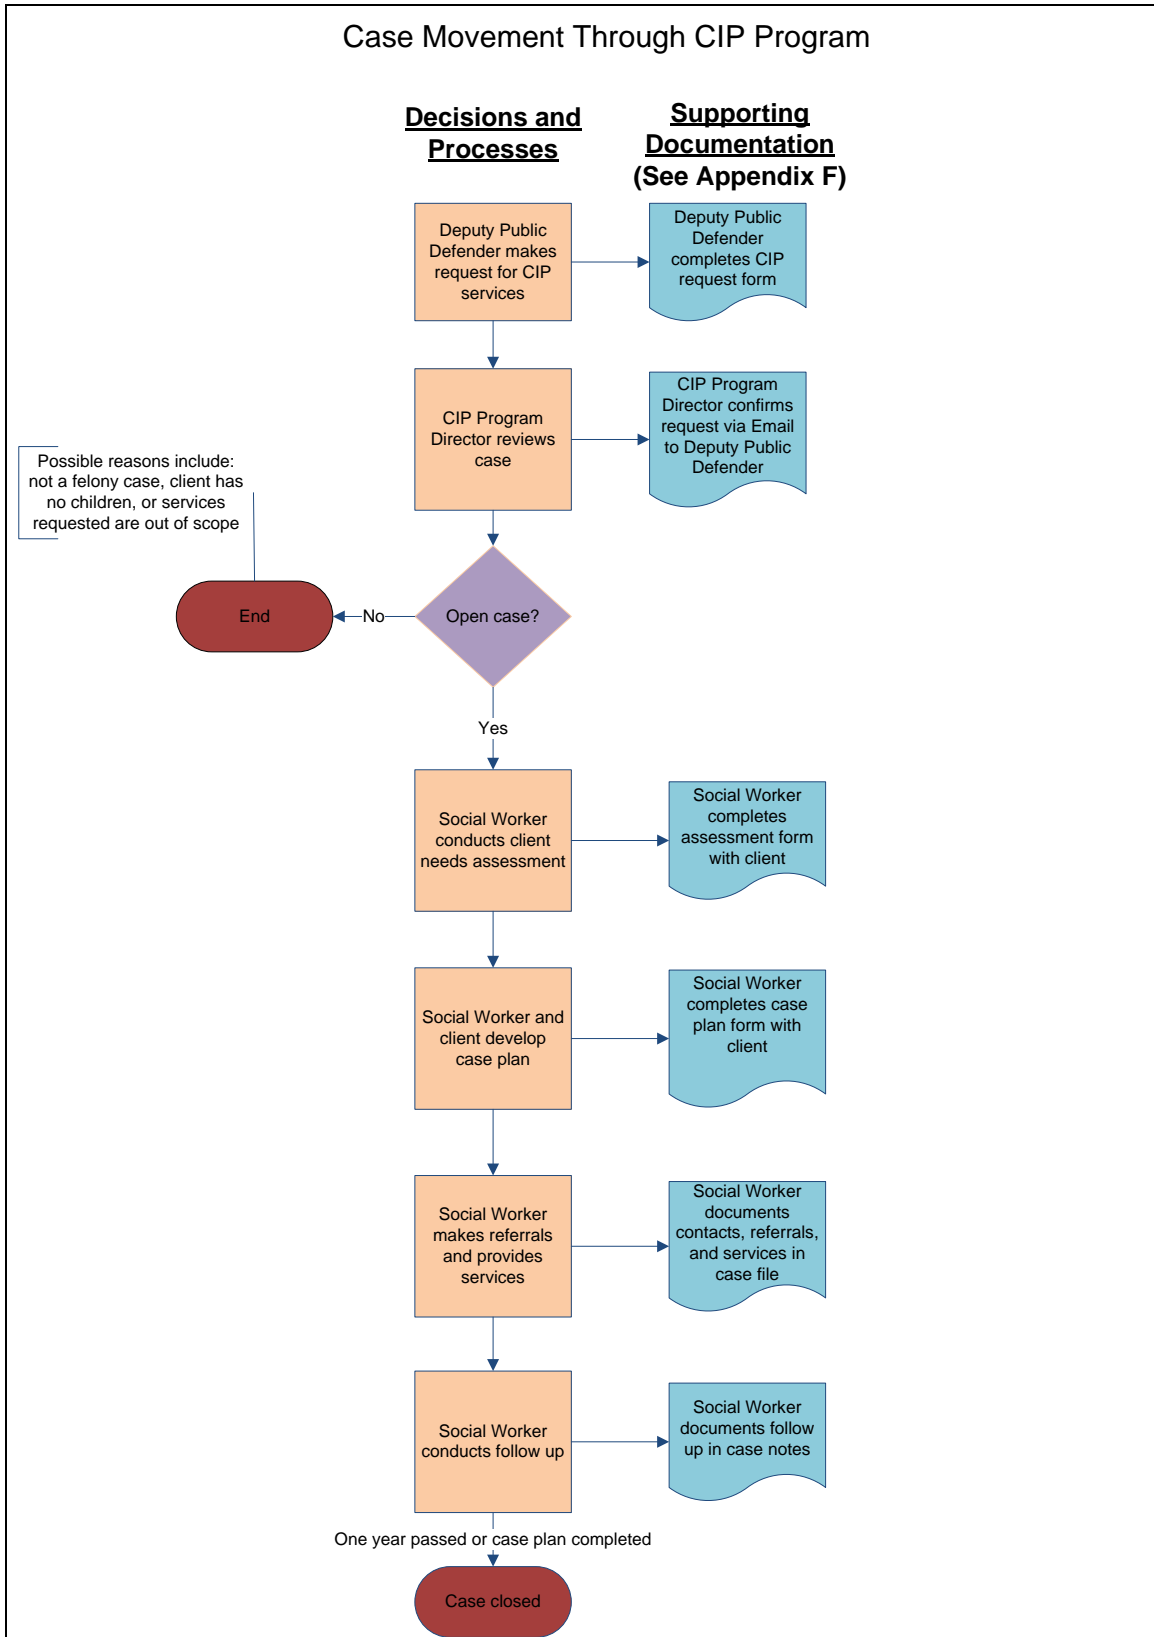 Case Movement Through CIP Program
Decisions and
Processes
Supporting
Documentation
(See Appendix F)
Deputy Public
Defender makes
request for CIP
services
Deputy Public
Defender
completes CIP
request form
CIP Program
Director reviews
case
CIP Program
Director confirms
request via Email
to Deputy Public
Defender
Possible reasons include:
not a felony case, client has
no children, or services
requested are out of scope
End
No
Open case?
Yes
Social Worker
conducts client
needs assessment
Social Worker
completes
assessment form
with client
Social Worker and
client develop
case plan
Social Worker
completes case
plan form with
client
Social Worker
makes referrals
and provides
services
Social Worker
documents
contacts, referrals,
and services in
case file
Social Worker
conducts follow up
Social Worker
documents follow
up in case notes
One year passed or case plan completed
Case closed